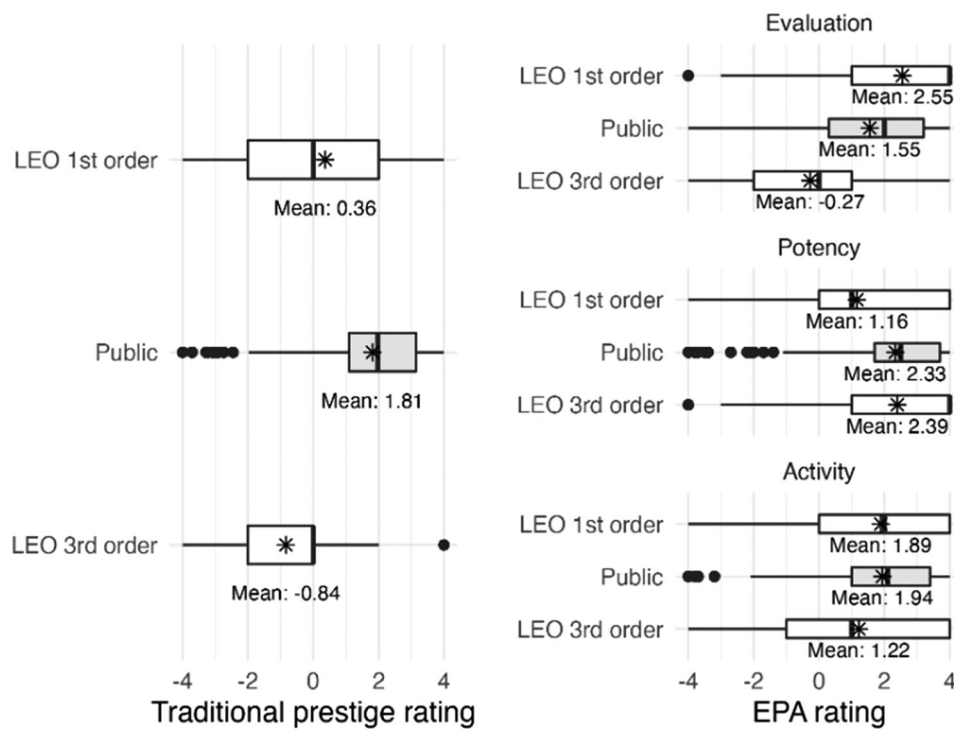 LEO 1st order
Mean: 0.36
Public
Mean: 1.81
LEO 3rd order
Mean: -0.84
-4 -2 0 2 4
Traditional prestige rating
Evaluation
LEO 1st order
Mean: 2.55
Public
Mean: 1.55
LEO 3rd order
Mean: -0.27
Potency
LEO 1st order
Mean: 1.16
Public
Mean: 2.33
LEO 3rd order
Mean: 2.39
Activity
LEO 1st order
Mean: 1.89
Public
Mean: 1.94
LEO 3rd order
Mean: 1.22
-4 -2 0 2 4
EPA rating